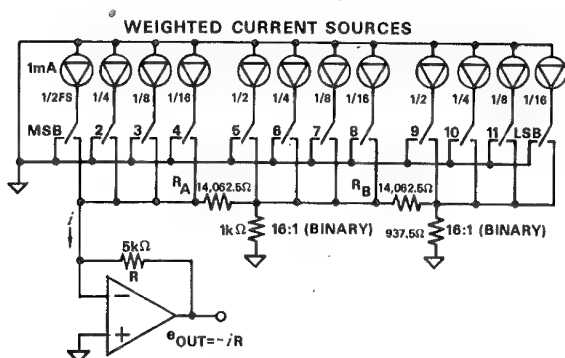 WEIGHTED CURRENT SOURCES
1mA
1/2FS 1/4 1/8 1/16 1/2 1/4 1/8 1/16 1/2 1/4 1/8 1/16
MSB 2 3 4 5 6 7 8 9 10 11 LSB
RA 14,062.5Ω RB 14,062.5Ω
1kΩ 16:1 (BINARY) 937.5Ω 16:1 (BINARY)
i
5kΩ
R
−
+
eOUT=-iR